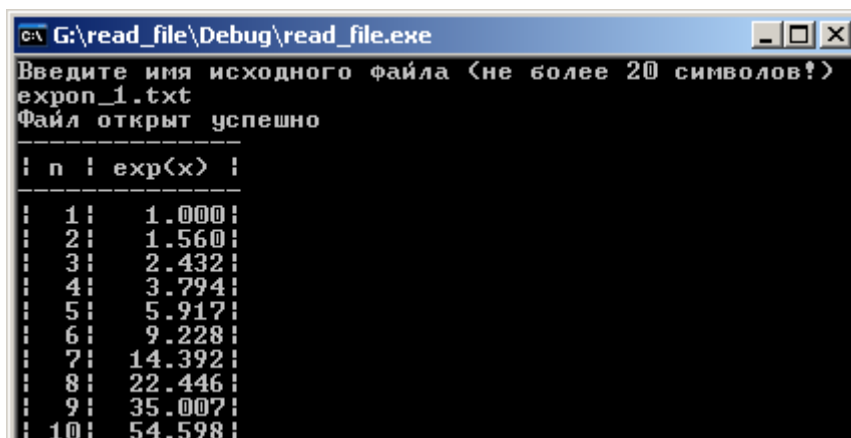 G:\read_file\Debug\read_file.exe
Введите имя исходного файла (не более 20 символов!)
expon_1.txt
Файл открыт успешно
--------------
¦ n ¦ exp(x) ¦
--------------
¦ 1¦ 1.000¦
¦ 2¦ 1.560¦
¦ 3¦ 2.432¦
¦ 4¦ 3.794¦
¦ 5¦ 5.917¦
¦ 6¦ 9.228¦
¦ 7¦ 14.392¦
¦ 8¦ 22.446¦
¦ 9¦ 35.007¦
¦ 10¦ 54.598¦